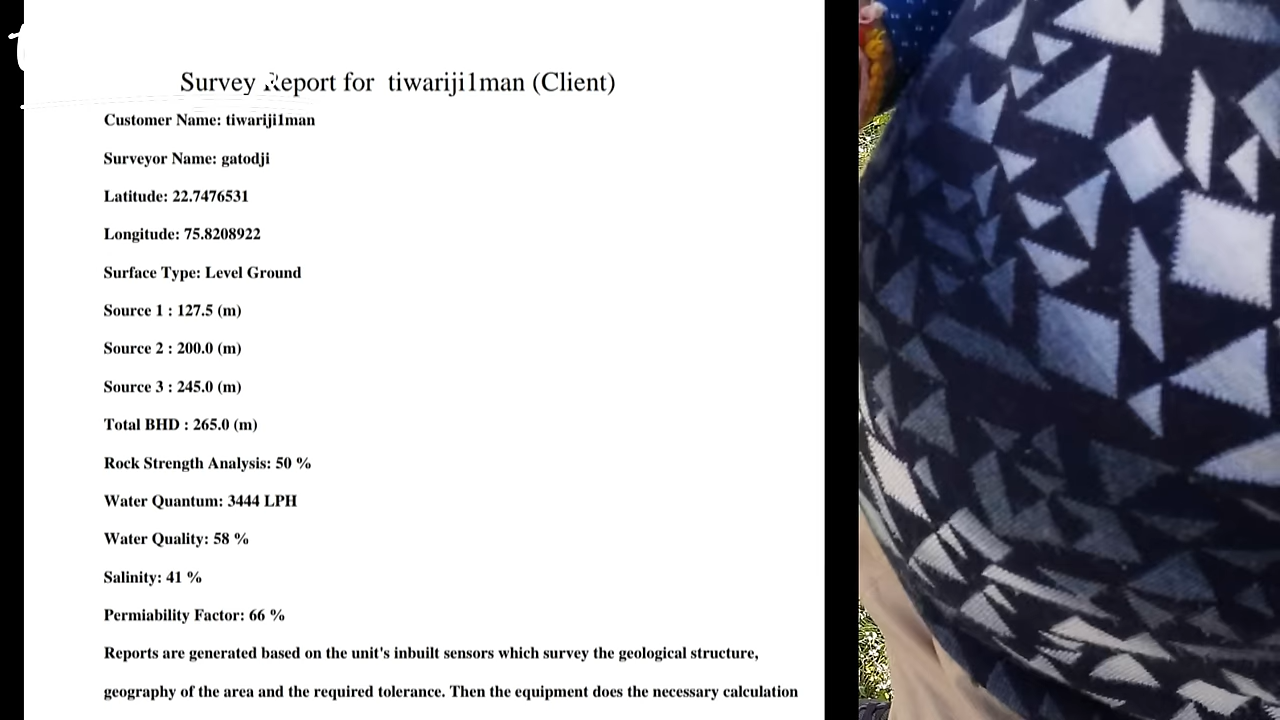 Survey Report for tiwariji1man (Client)
Customer Name: tiwariji1man
Surveyor Name: gatodji
Latitude: 22.7476531
Longitude: 75.8208922
Surface Type: Level Ground
Source 1 : 127.5 (m)
Source 2 : 200.0 (m)
Source 3 : 245.0 (m)
Total BHD : 265.0 (m)
Rock Strength Analysis: 50 %
Water Quantum: 3444 LPH
Water Quality: 58 %
Salinity: 41 %
Permiability Factor: 66 %
Reports are generated based on the unit's inbuilt sensors which survey the geological structure,
geography of the area and the required tolerance. Then the equipment does the necessary calculation